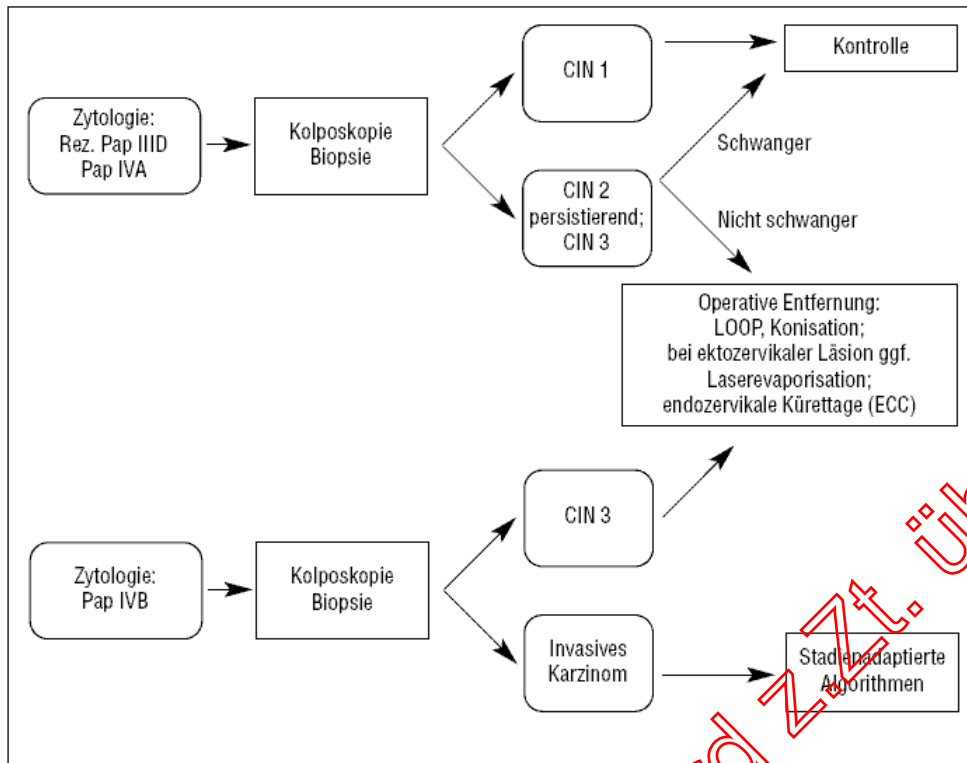 Zytologie:
Rez. Pap IIID
Pap IVA
Kolposkopie
Biopsie
CIN 1
Kontrolle
CIN 2
persistierend;
CIN 3
Schwanger
Nicht schwanger
Operative Entfernung:
LOOP, Konisation;
bei ektozervikaler Läsion ggf.
Laserevaporisation;
endozervikale Kürettage (ECC)
Zytologie:
Pap IVB
Kolposkopie
Biopsie
CIN 3
Invasives
Karzinom
Stadienadaptierte
Algorithmen
z.Zt.